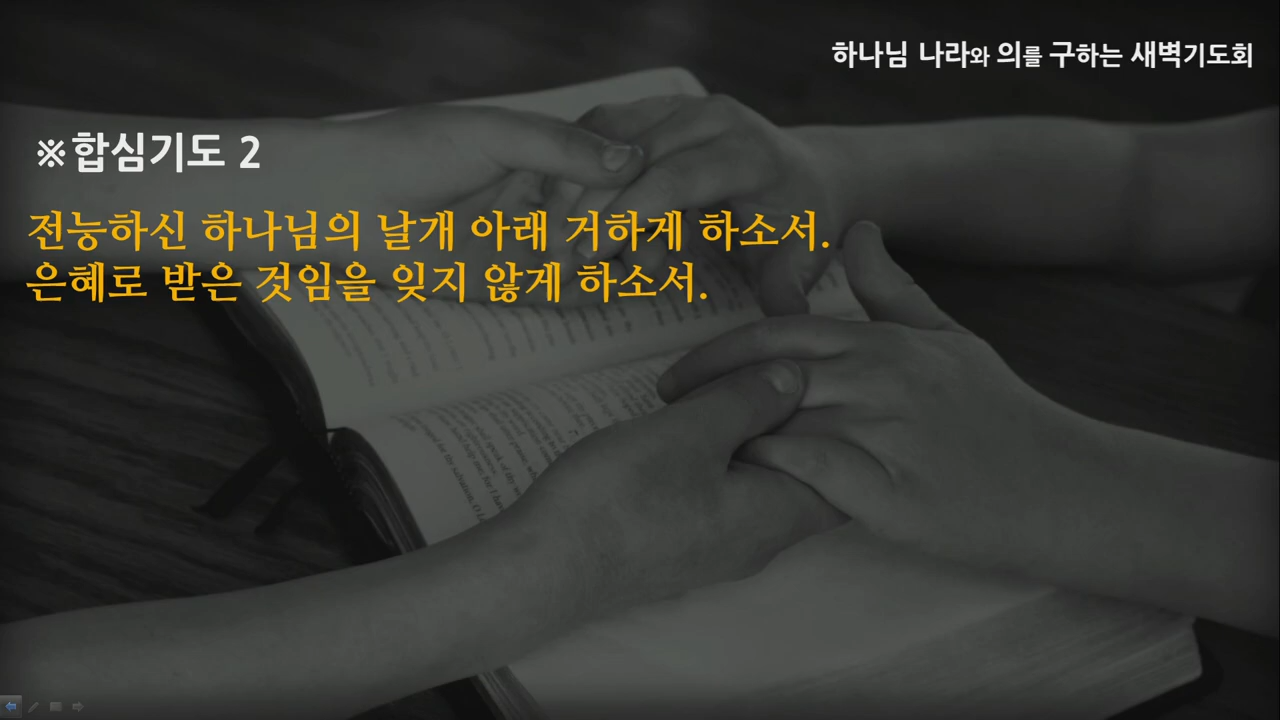 하나님 나라와 의를 구하는 새벽기도회
※합심기도 2
전능하신 하나님의 날개 아래 거하게 하소서.
은혜로 받은 것임을 잊지 않게 하소서.